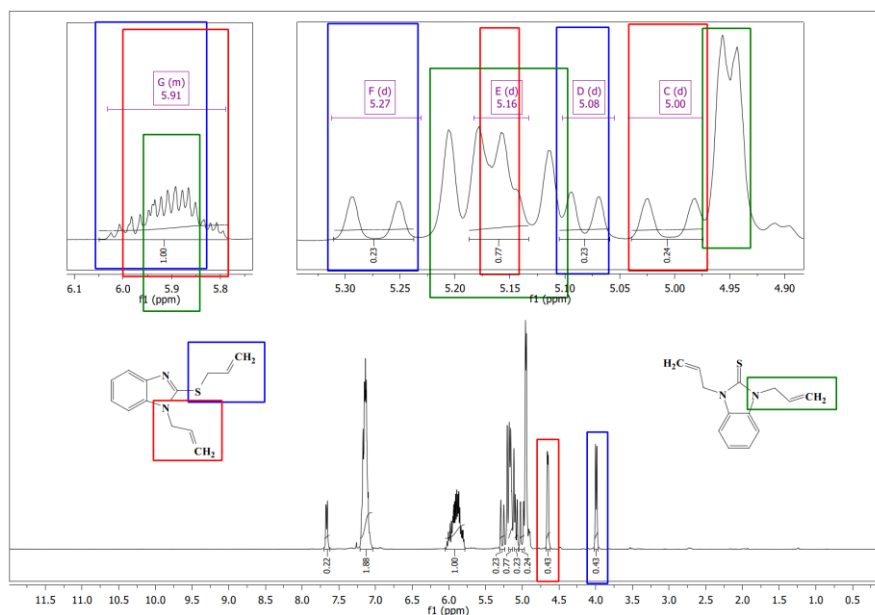 G (m)
5.91
F (d)
5.27
E (d)
5.16
D (d)
5.08
C (d)
5.00
1.00
0.23
0.77
0.23
0.24
6.1 6.0 5.9 5.8
f1 (ppm)
5.30 5.25 5.20 5.15 5.10 5.05 5.00 4.95 4.90
f1 (ppm)
N
S
CH2
N
CH2
S
H2C
N
N
CH2
0.22
1.88
1.00
0.23
0.77
0.23
0.24
0.43
0.43
11.5 11.0 10.5 10.0 9.5 9.0 8.5 8.0 7.5 7.0 6.5 6.0 5.5 5.0 4.5 4.0 3.5 3.0 2.5 2.0 1.5 1.0 0.5
f1 (ppm)